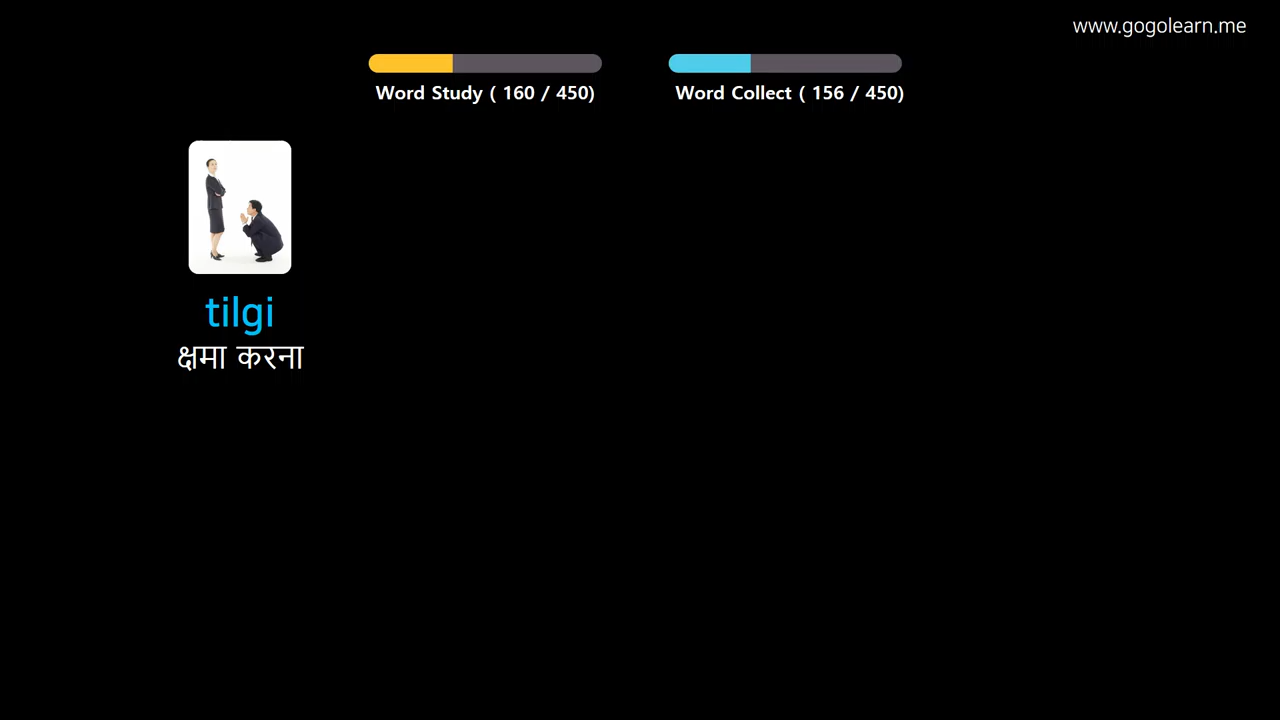 www.gogolearn.me
Word Study ( 160 / 450)
Word Collect ( 156 / 450)
tilgi
क्षमा करना